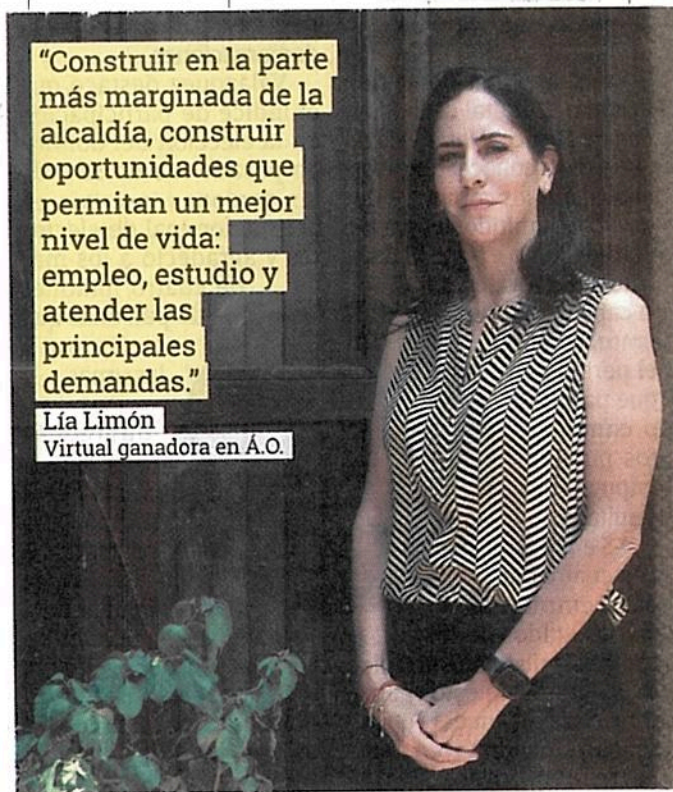 “Construir en la parte
más marginada de la
alcaldía, construir
oportunidades que
permitan un mejor
nivel de vida:
empleo, estudio y
atender las
principales
demandas.”
Lía Limón
Virtual ganadora en Á.O.